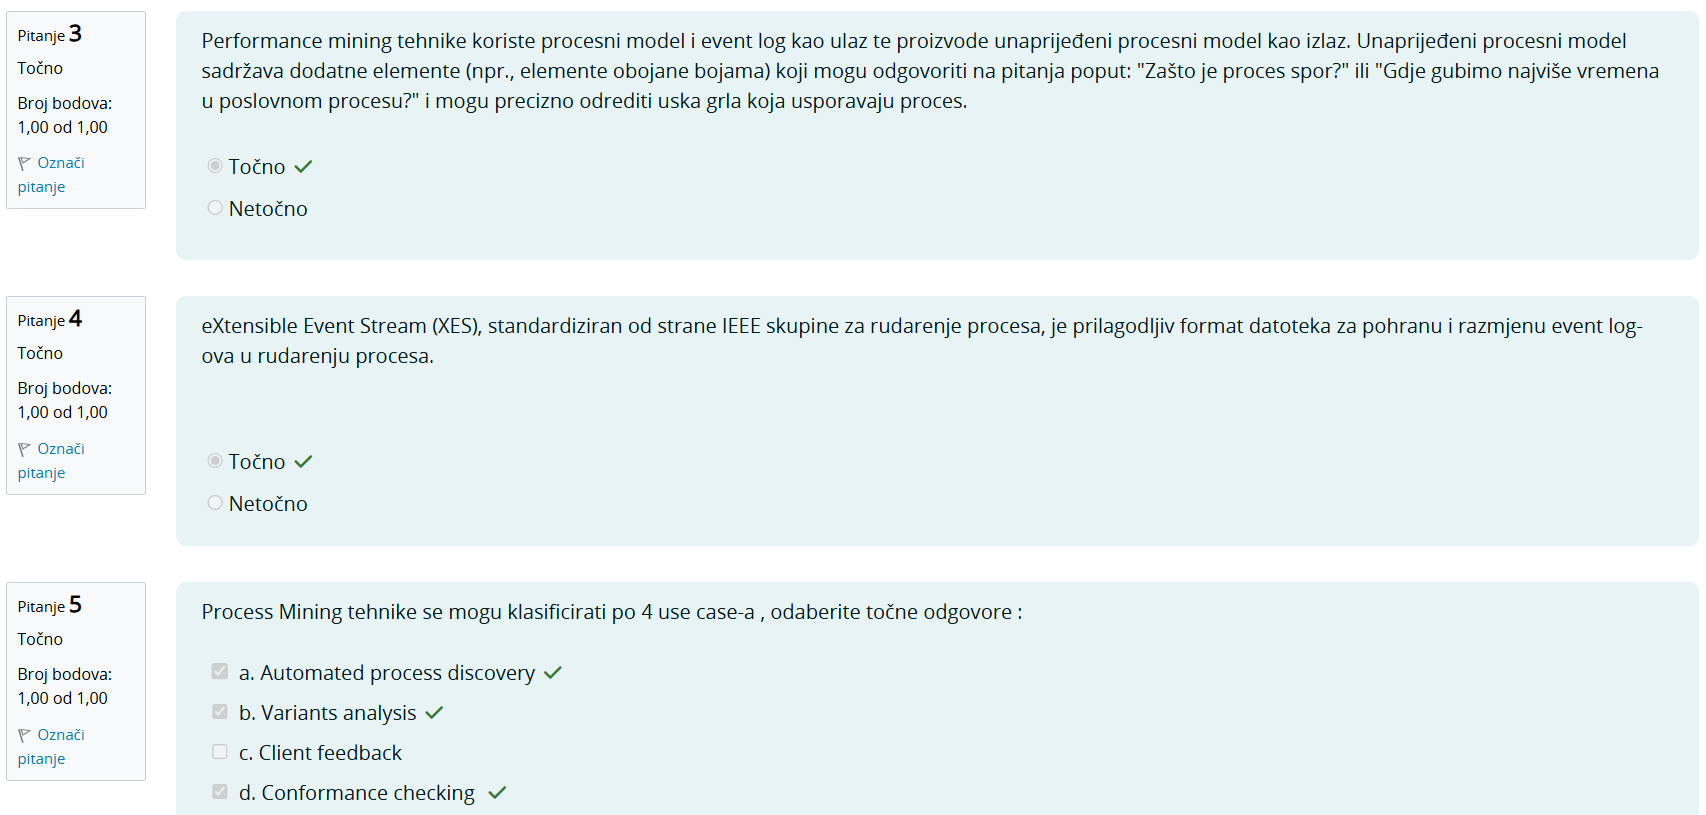 Pitanje 3
Točno
Broj bodova:
1,00 od 1,00
Označi
pitanje
Performance mining tehnike koriste procesni model i event log kao ulaz te proizvode unaprijeđeni procesni model kao izlaz. Unaprijeđeni procesni model
sadržava dodatne elemente (npr., elemente obojane bojama) koji mogu odgovoriti na pitanja poput: "Zašto je proces spor?" ili "Gdje gubimo najviše vremena
u poslovnom procesu?" i mogu precizno odrediti uska grla koja usporavaju proces.
Točno
Netočno
Pitanje 4
Točno
Broj bodova:
1,00 od 1,00
Označi
pitanje
eXtensible Event Stream (XES), standardiziran od strane IEEE skupine za rudarenje procesa, je prilagodljiv format datoteka za pohranu i razmjenu event log-
ova u rudarenju procesa.
Točno
Netočno
Pitanje 5
Točno
Broj bodova:
1,00 od 1,00
Označi
pitanje
Process Mining tehnike se mogu klasificirati po 4 use case-a , odaberite točne odgovore :
a. Automated process discovery
b. Variants analysis
c. Client feedback
d. Conformance checking